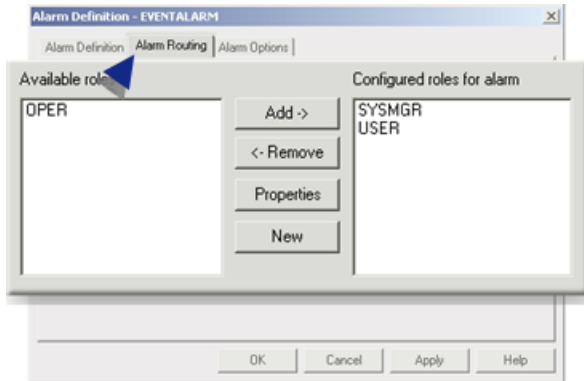 Alarm Definition - EVENTALARM
Alarm Definition Alarm Routing Alarm Options
Available role
Configured roles for alarm
OPER
Add ->
<- Remove
Properties
New
SYSMGR
USER
OK Cancel Apply Help